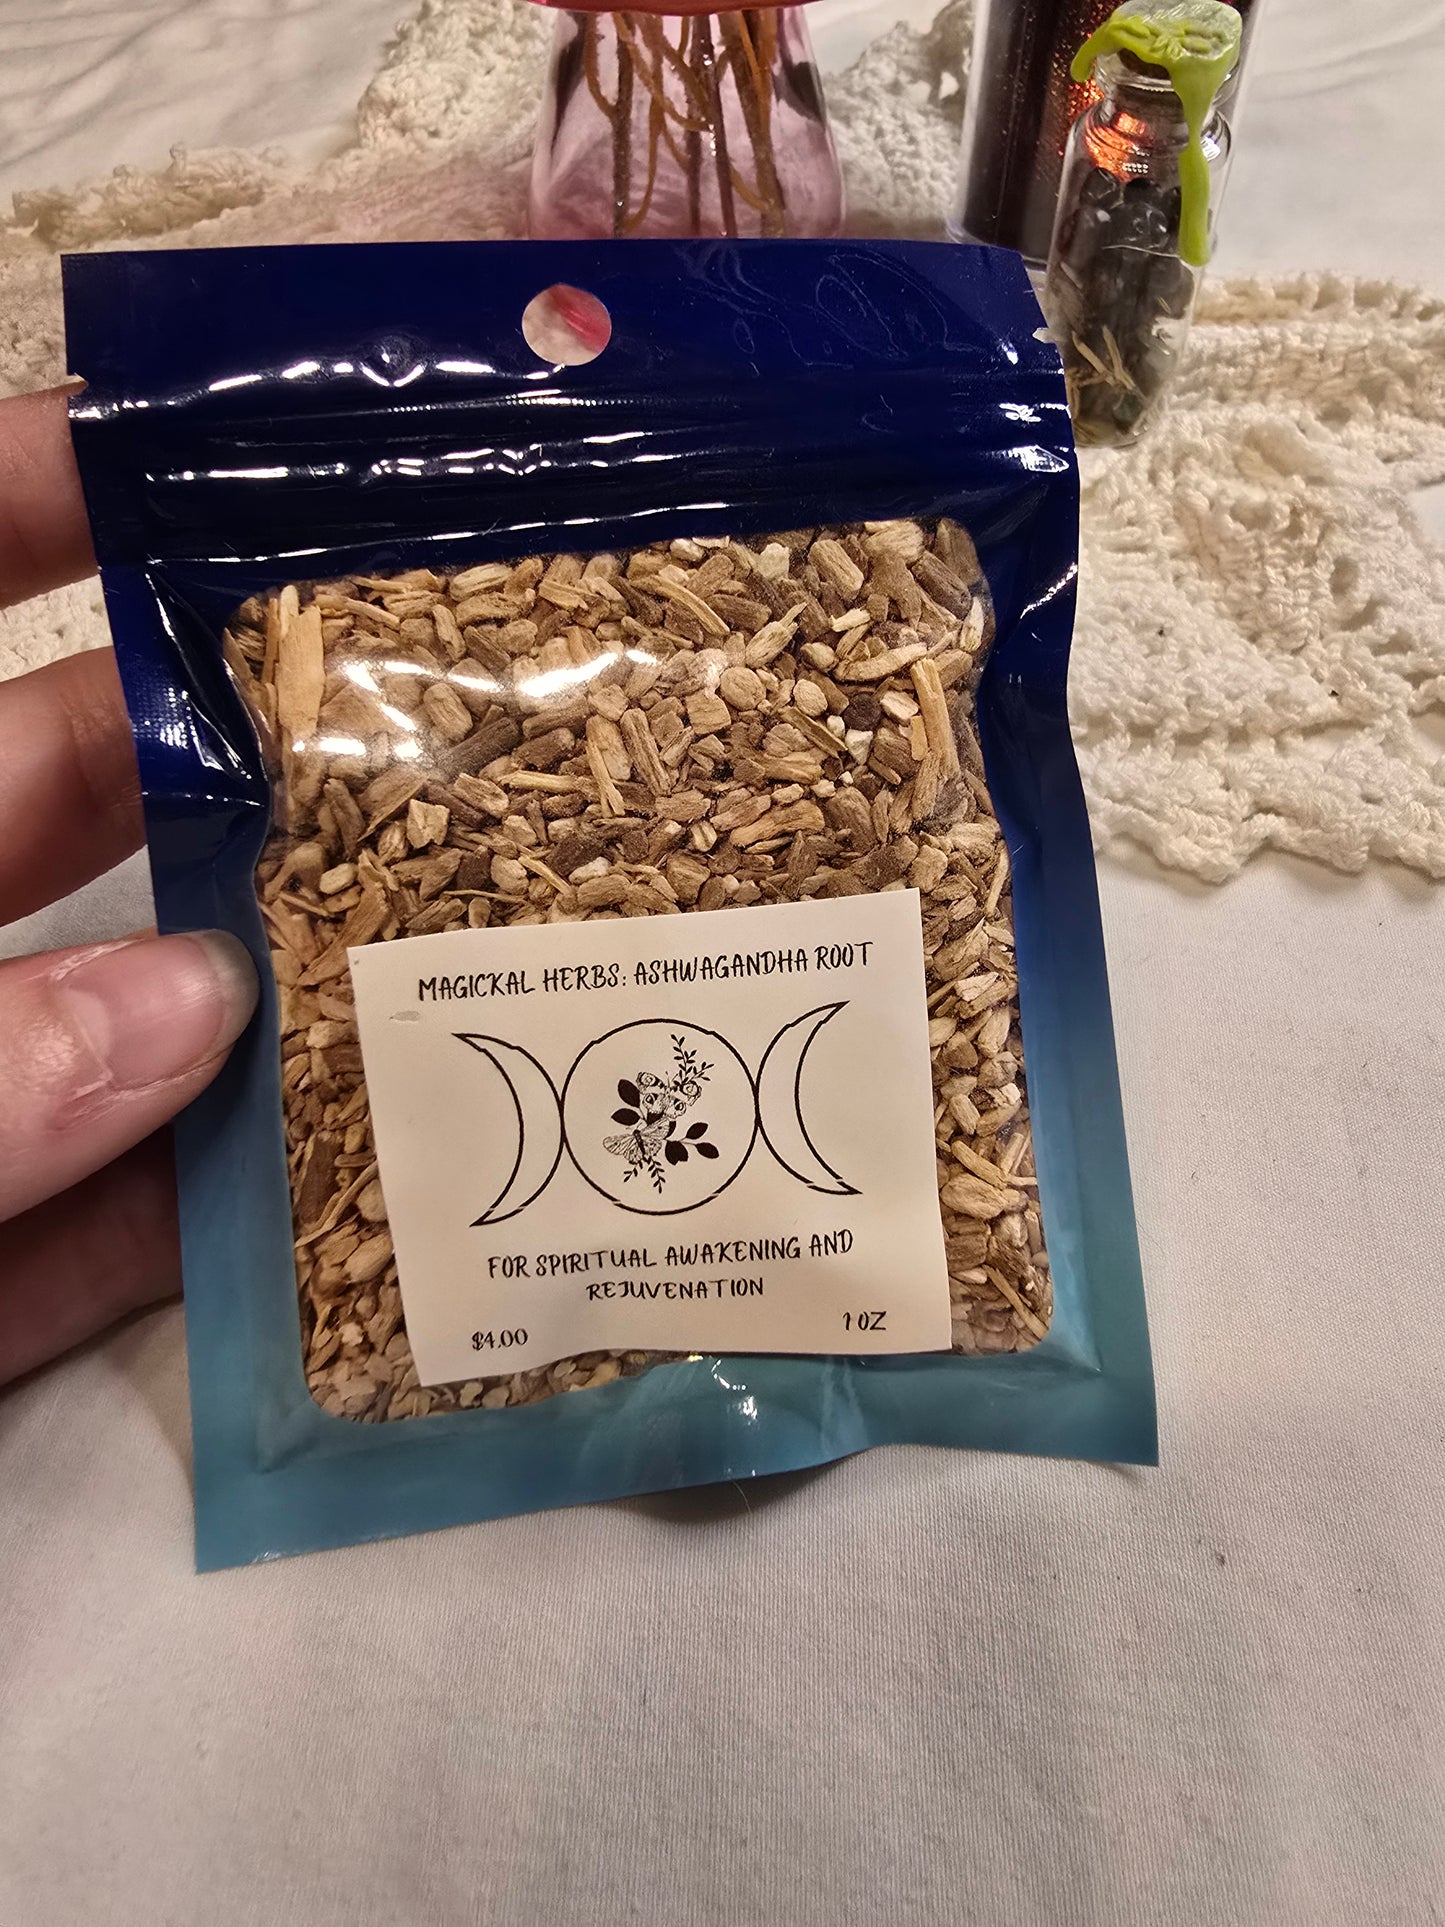 MAGICKAL HERBS: ASHWAGANDHA ROOT
FOR SPIRITUAL AWAKENING AND
REJUVENATION
$4.00
1 OZ